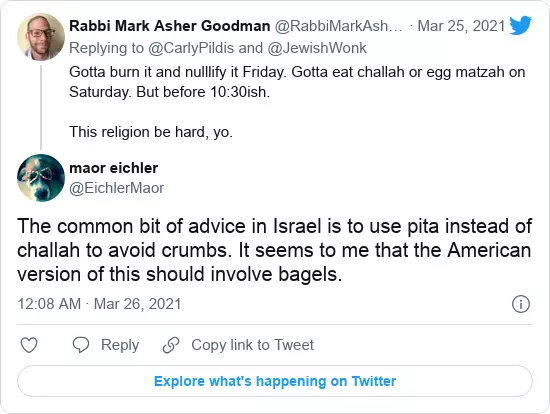 Rabbi Mark Asher Goodman @RabbiMarkAsh… · Mar 25, 2021
Replying to @CarlyPildis and @JewishWonk
Gotta burn it and nulllify it Friday. Gotta eat challah or egg matzah on
Saturday. But before 10:30ish.
This religion be hard, yo.
maor eichler
@EichlerMaor
The common bit of advice in Israel is to use pita instead of
challah to avoid crumbs. It seems to me that the American
version of this should involve bagels.
12:08 AM · Mar 26, 2021
Reply Copy link to Tweet
Explore what's happening on Twitter